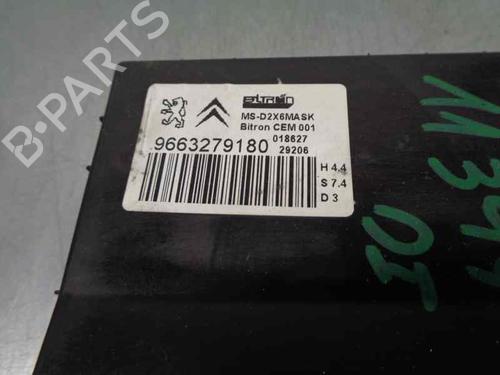 BITRON
MS-D2X6MASK
Bitron CEM 001
9663279180
018627
29206
H 4.4
S 7.4
D 3
B-PARTS